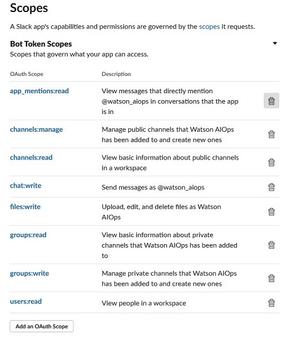 Scopes
A Slack app's capabilities and permissions are governed by the scopes it requests.
Bot Token Scopes
Scopes that govern what your app can access.
OAuth Scope Description
app_mentions:read View messages that directly mention
@watson_aiops in conversations that the app
is in
channels:manage Manage public channels that Watson AIOps
has been added to and create new ones
channels:read View basic information about public channels
in a workspace
chat:write Send messages as @watson_aiops
files:write Upload, edit, and delete files as Watson
AIOps
groups:read View basic information about private
channels that Watson AIOps has been added
to
groups:write Manage private channels that Watson AIOps
has been added to and create new ones
users:read View people in a workspace
Add an OAuth Scope